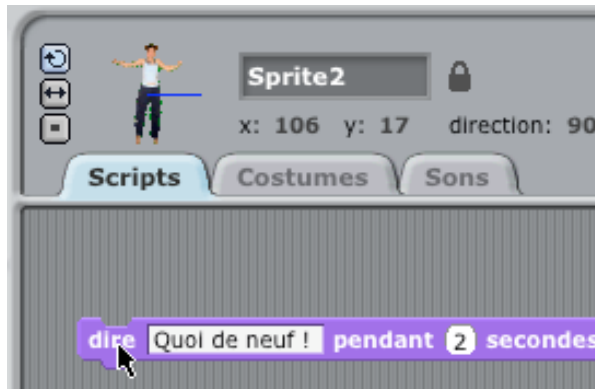 Sprite2
x: 106 y: 17 direction: 90
Scripts Costumes Sons
dire Quoi de neuf ! pendant 2 secondes